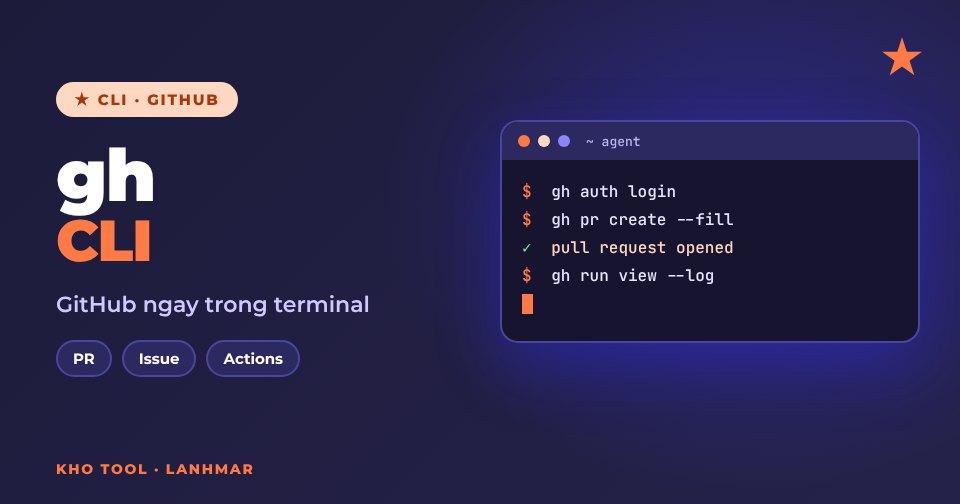 ★ CLI · GITHUB
gh
CLI
GitHub ngay trong terminal
PR
Issue
Actions
KHO TOOL · LANHMAR
~ agent
$ gh auth login
$ gh pr create --fill
✓ pull request opened
$ gh run view --log